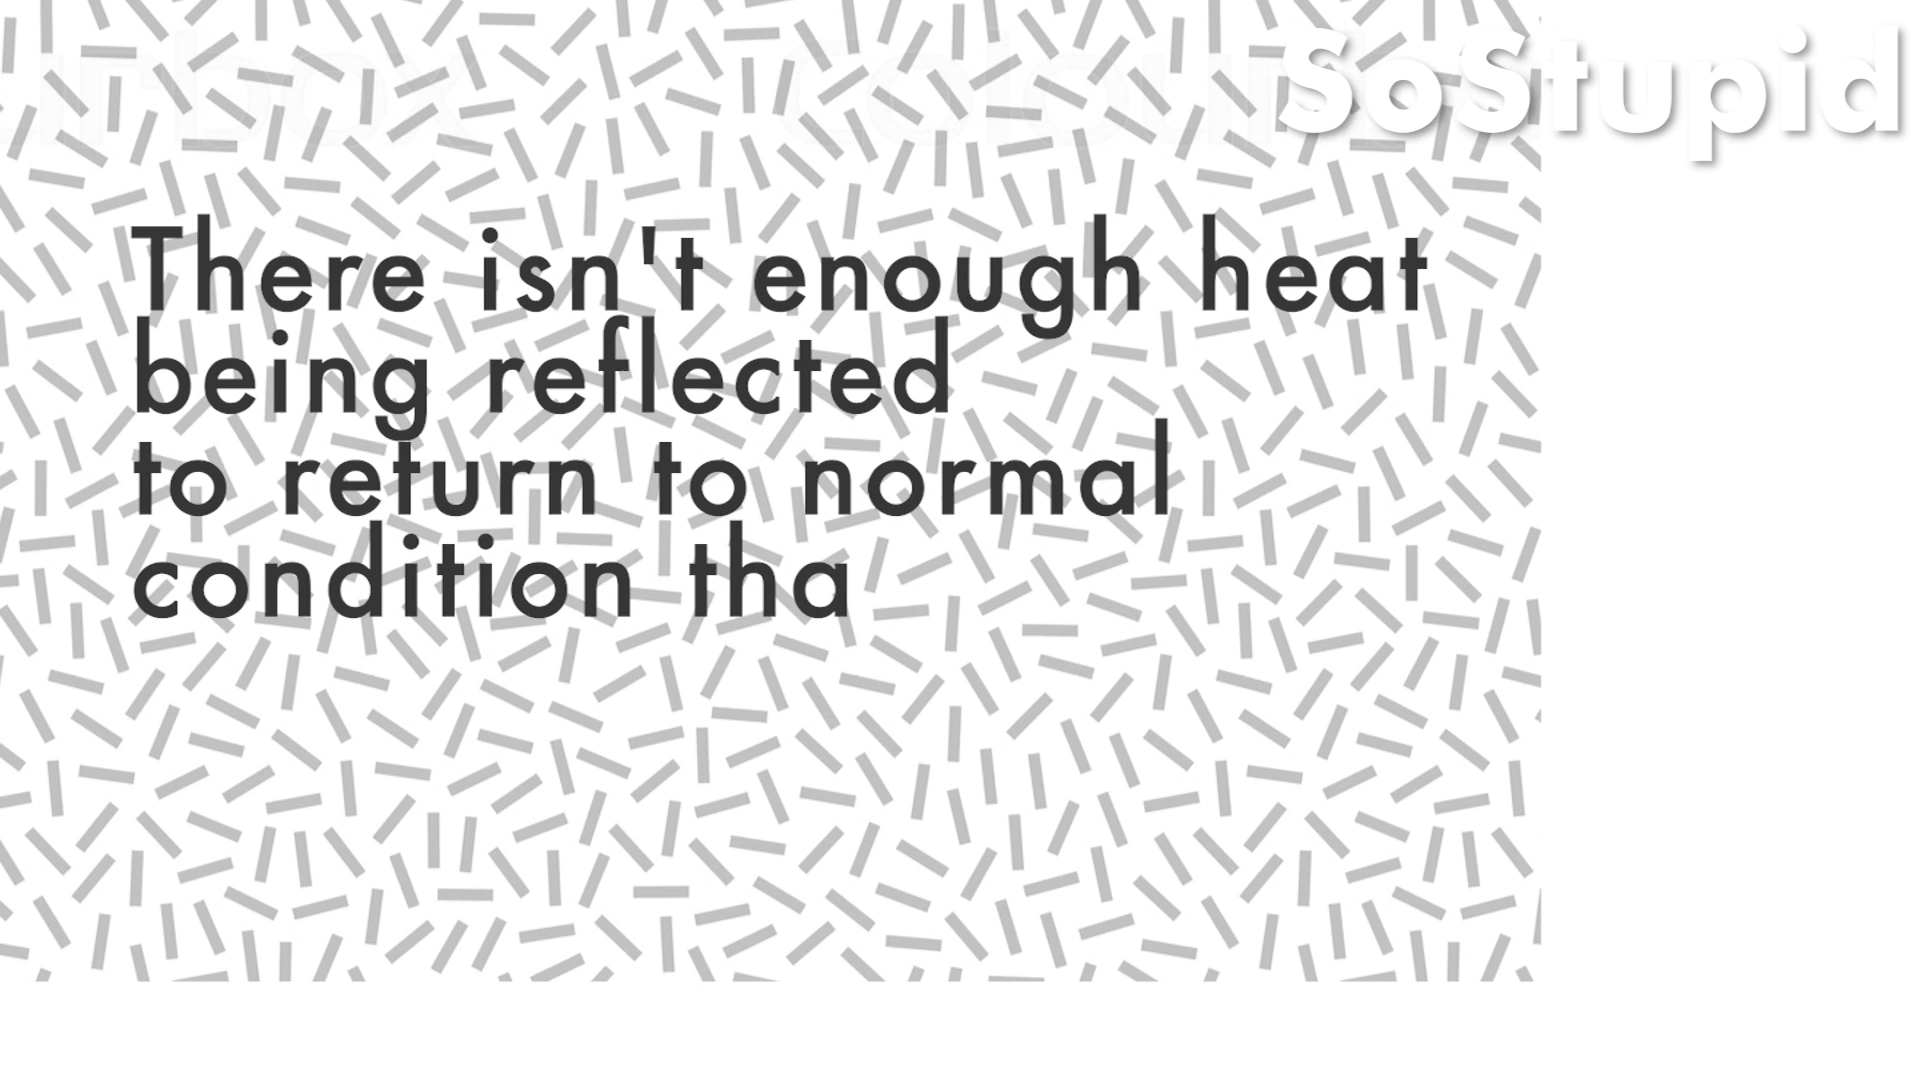 SoStupid
There isn't enough heat
being reflected
to return to normal
condition tha